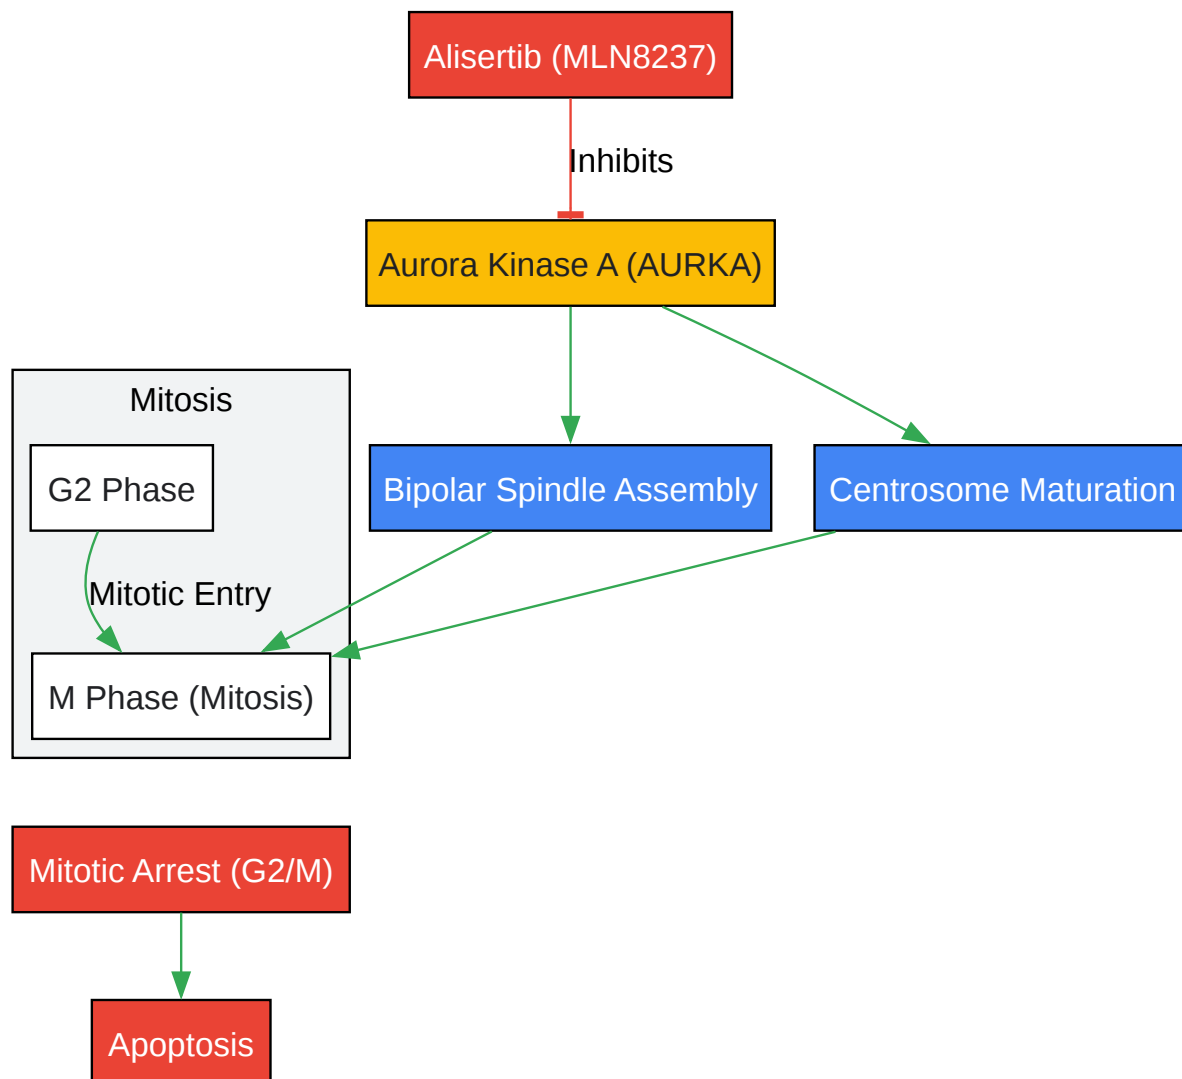 Alisertib (MLN8237)
Inhibits
Aurora Kinase A (AURKA)
Mitosis
G2 Phase
Bipolar Spindle Assembly
Centrosome Maturation
Mitotic Entry
M Phase (Mitosis)
Mitotic Arrest (G2/M)
Apoptosis